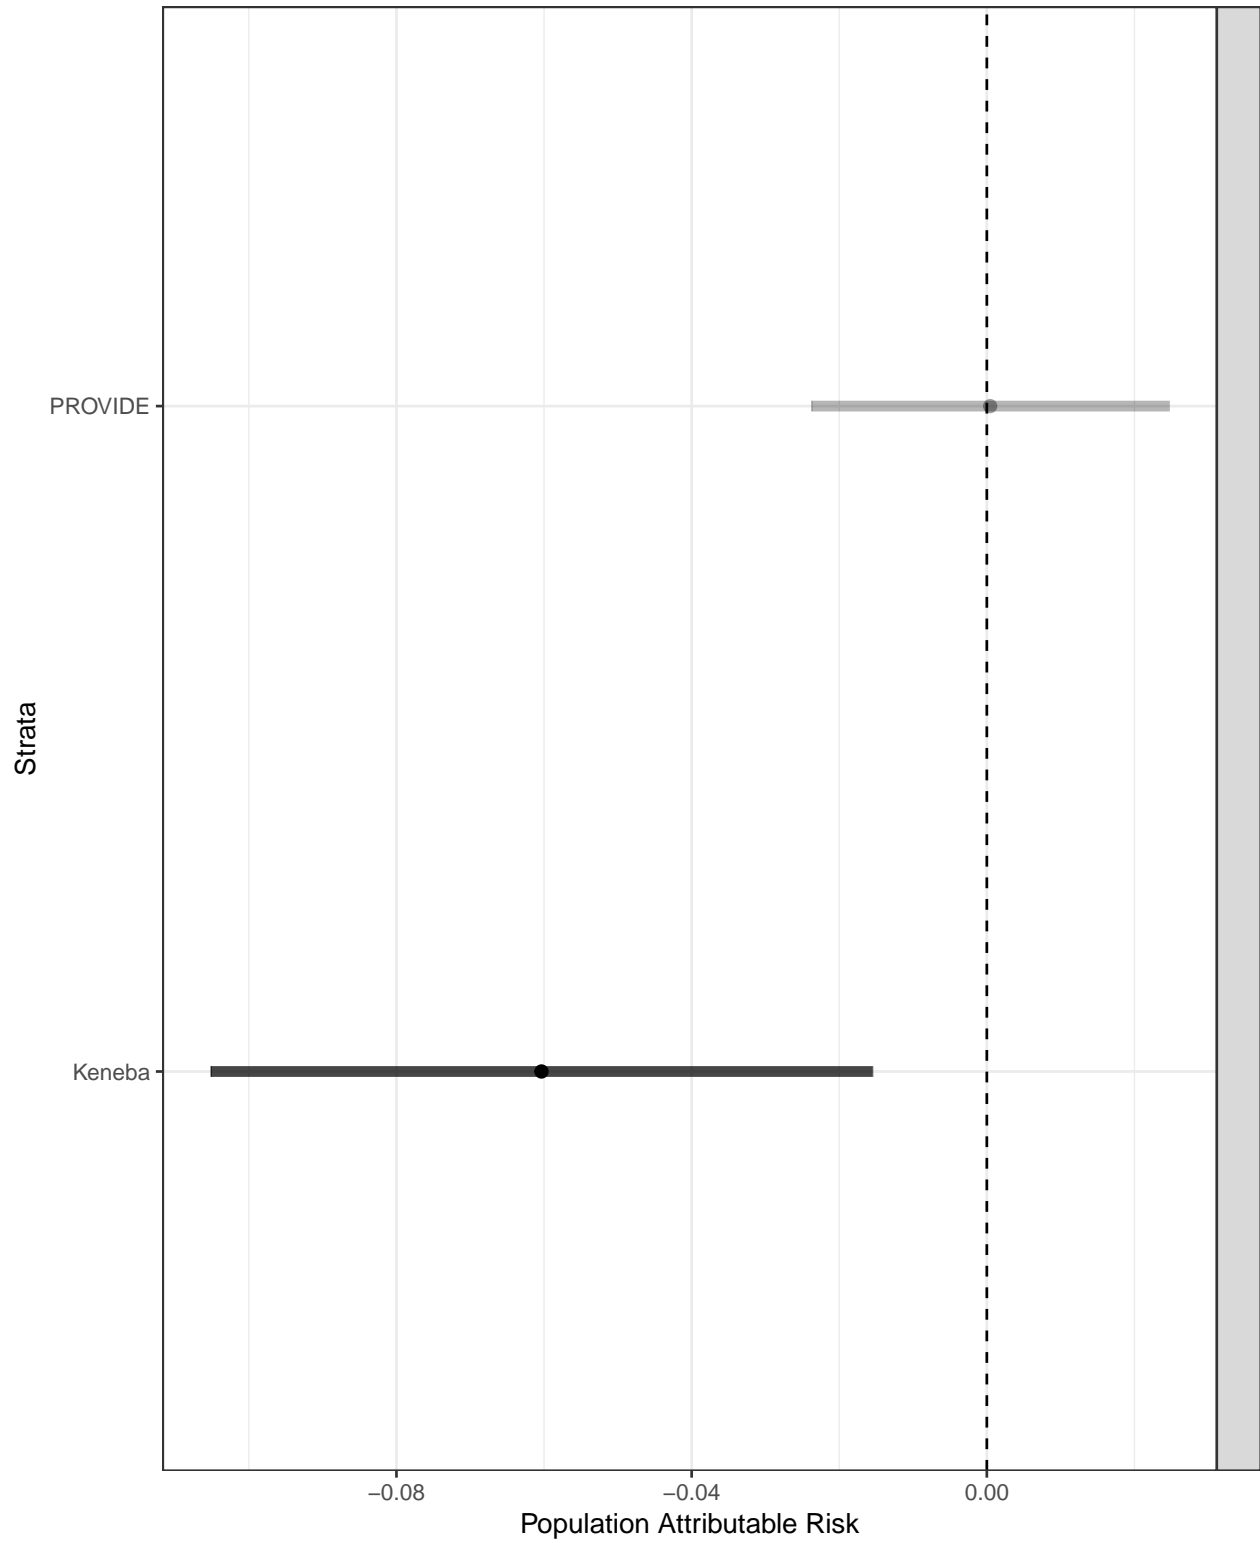 PROVIDE
Strata
Keneba
−0.08
−0.04
0.00
Population Attributable Risk